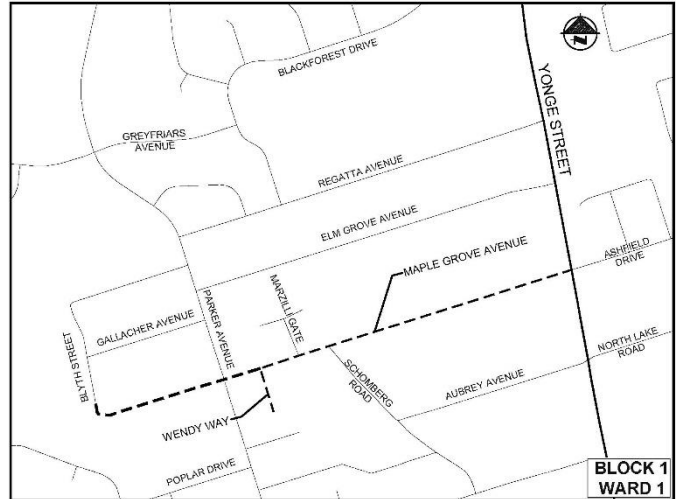 BLACKFOREST DRIVE
N
YONGE STREET
GREYFRIARS
AVENUE
REGATTA AVENUE
ELM GROVE AVENUE
MAPLE GROVE AVENUE
ASHFIELD
DRIVE
MARZILLI GATE
PARKER AVENUE
GALLACHER AVENUE
BLYTH STREET
NORTH LAKE
ROAD
SCHOMBERG
ROAD
AUBREY AVENUE
WENDY WAY
POPLAR DRIVE
BLOCK 1
WARD 1